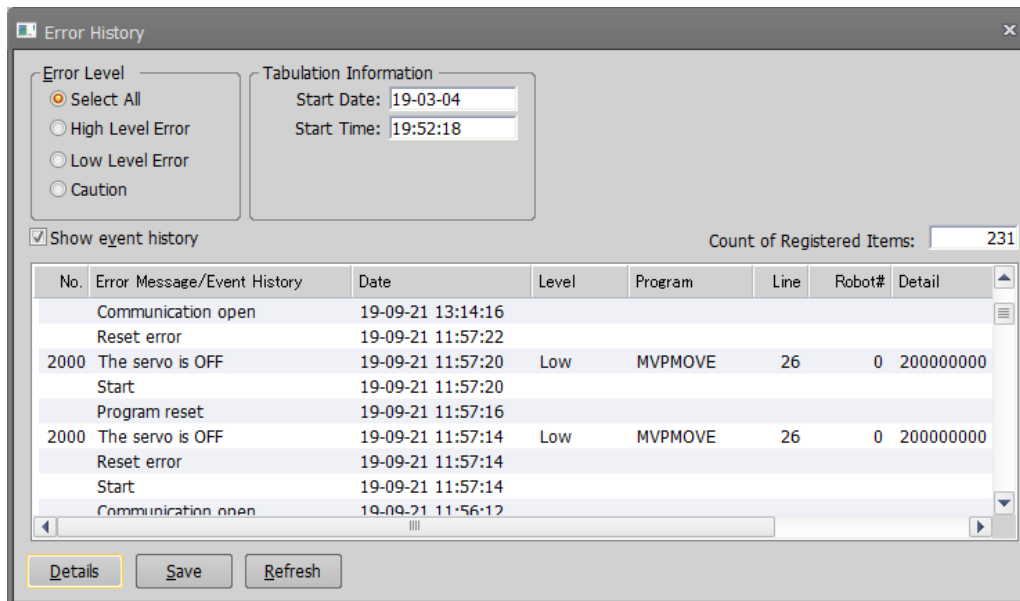 Error History
Error Level
Select All
High Level Error
Low Level Error
Caution
Tabulation Information
Start Date: 19-03-04
Start Time: 19:52:18
Show event history
Count of Registered Items: 231
No. Error Message/Event History Date Level Program Line Robot# Detail
Communication open 19-09-21 13:14:16
Reset error 19-09-21 11:57:22
2000 The servo is OFF 19-09-21 11:57:20 Low MVPMOVE 26 0 200000000
Start 19-09-21 11:57:20
Program reset 19-09-21 11:57:16
2000 The servo is OFF 19-09-21 11:57:14 Low MVPMOVE 26 0 200000000
Reset error 19-09-21 11:57:14
Start 19-09-21 11:57:14
Communication open 19-09-21 11:56:12
Details Save Refresh